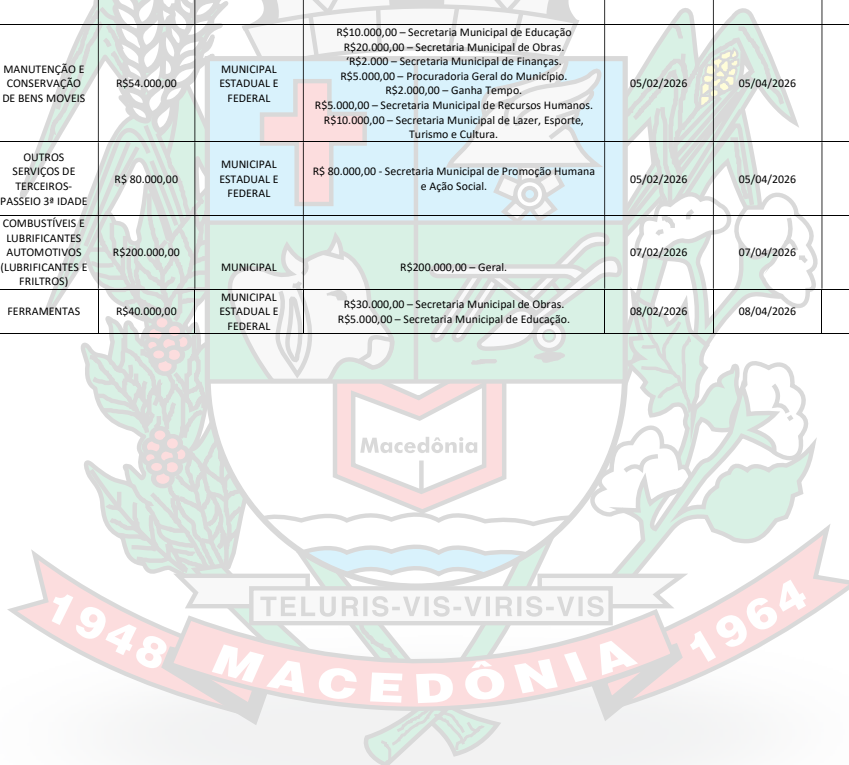 MANUTENÇÃO E
CONSERVAÇÃO
DE BENS MOVEIS
R$54.000,00
MUNICIPAL
ESTADUAL E
FEDERAL
R$10.000,00 – Secretaria Municipal de Educação
R$20.000,00 – Secretaria Municipal de Obras.
‘R$2.000 – Secretaria Municipal de Finanças.
R$5.000,00 – Procuradoria Geral do Município.
R$2.000,00 – Ganha Tempo.
R$5.000,00 – Secretaria Municipal de Recursos Humanos.
R$10.000,00 – Secretaria Municipal de Lazer, Esporte,
Turismo e Cultura.
05/02/2026
05/04/2026
OUTROS
SERVIÇOS DE
TERCEIROS-
PASSEIO 3ª IDADE
R$ 80.000,00
MUNICIPAL
ESTADUAL E
FEDERAL
R$ 80.000,00 - Secretaria Municipal de Promoção Humana
e Ação Social.
05/02/2026
05/04/2026
COMBUSTÍVEIS E
LUBRIFICANTES
AUTOMOTIVOS
(LUBRIFICANTES E
FRILTROS)
R$200.000,00
MUNICIPAL
R$200.000,00 – Geral.
07/02/2026
07/04/2026
FERRAMENTAS
R$40.000,00
MUNICIPAL
ESTADUAL E
FEDERAL
R$30.000,00 – Secretaria Municipal de Obras.
R$5.000,00 – Secretaria Municipal de Educação.
08/02/2026
08/04/2026
Macedônia
TELURIS-VIS-VIRIS-VIS
1948 MACEDÔNIA 1964